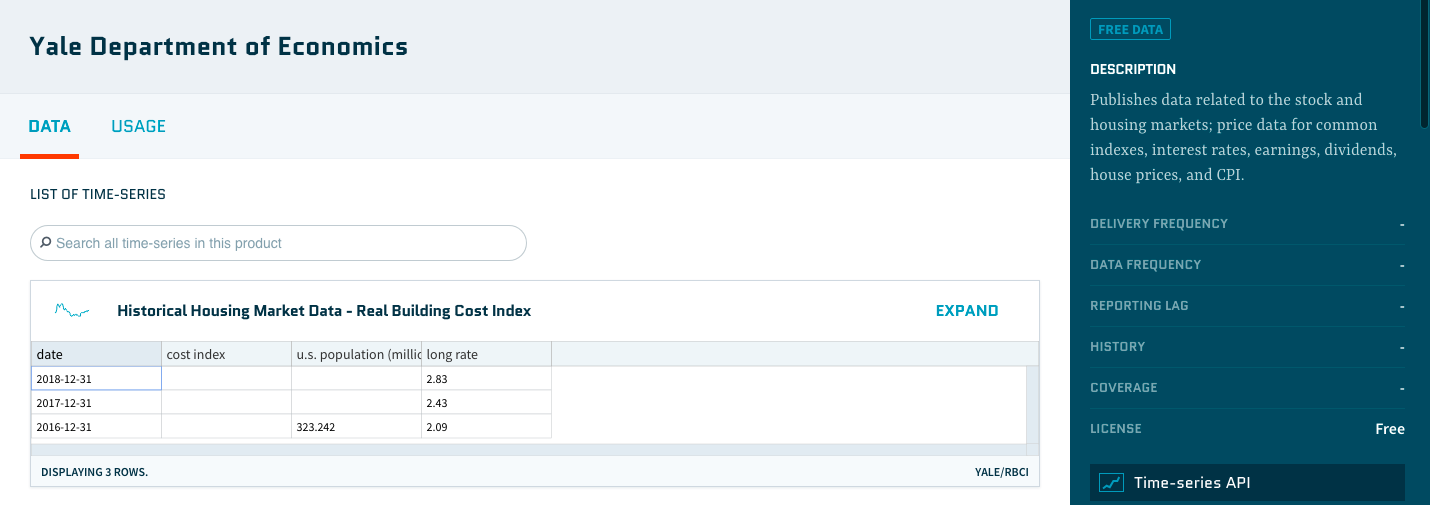 Yale Department of Economics
DATA USAGE
LIST OF TIME-SERIES
Search all time-series in this product
Historical Housing Market Data - Real Building Cost Index EXPAND
date cost index u.s. population (millic long rate
2018-12-31 2.83
2017-12-31 2.43
2016-12-31 323.242 2.09
DISPLAYING 3 ROWS. YALE/RBCI
FREE DATA
DESCRIPTION
Publishes data related to the stock and
housing markets; price data for common
indexes, interest rates, earnings, dividends,
house prices, and CPI.
DELIVERY FREQUENCY -
DATA FREQUENCY -
REPORTING LAG -
HISTORY -
COVERAGE -
LICENSE Free
Time-series API